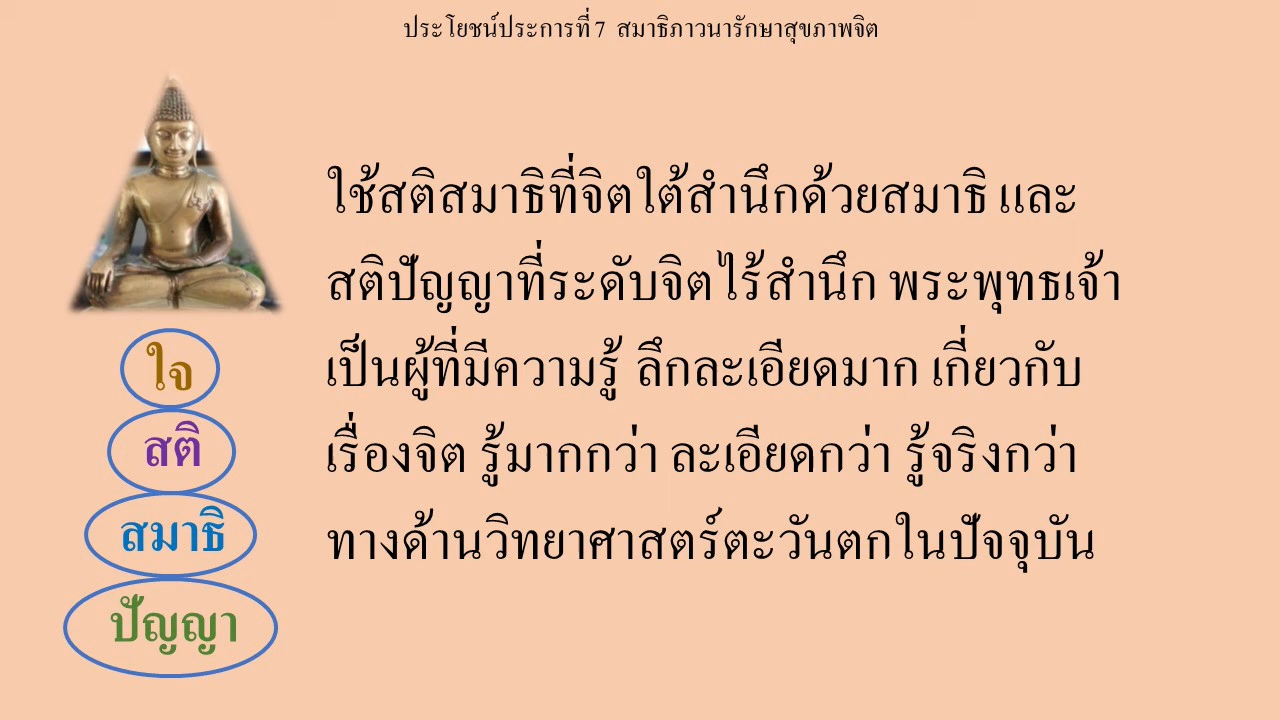 ประโยชน์ประการที่ 7 สมาธิภาวนารักษาสุขภาพจิต
ใช้สติสมาธิที่จิตใต้สำนึกด้วยสมาธิ และ
สติปัญญาที่ระดับจิตไร้สำนึก พระพุทธเจ้า
เป็นผู้ที่มีความรู้ ลึกละเอียดมาก เกี่ยวกับ
เรื่องจิต รู้มากกว่า ละเอียดกว่า รู้จริงกว่า
ทางด้านวิทยาศาสตร์ตะวันตกในปัจจุบัน
ใจ
สติ
สมาธิ
ปัญญา